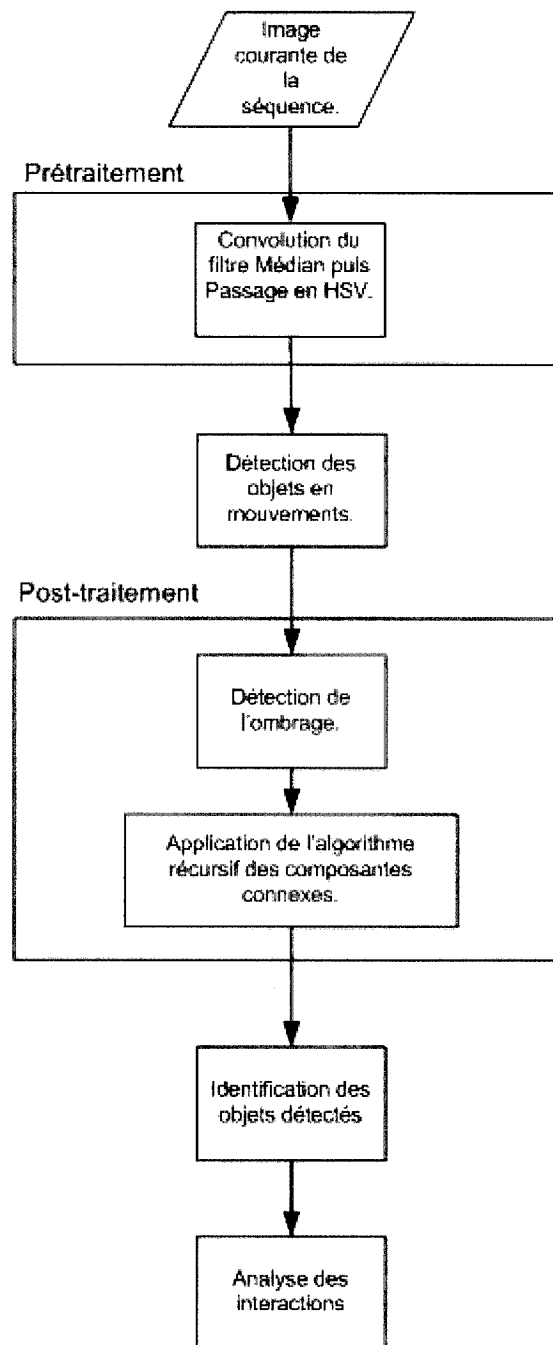 Image
courante de
la
séquence.
Prétraitement
Convolution du
filtre Médian puis
Passage en HSV.
Détection des
objets en
mouvements.
Post-traitement
Détection de
l'ombrage.
Application de l'algorithme
récursif des composantes
connexes.
Identification des
objets détectés
Analyse des
interactions